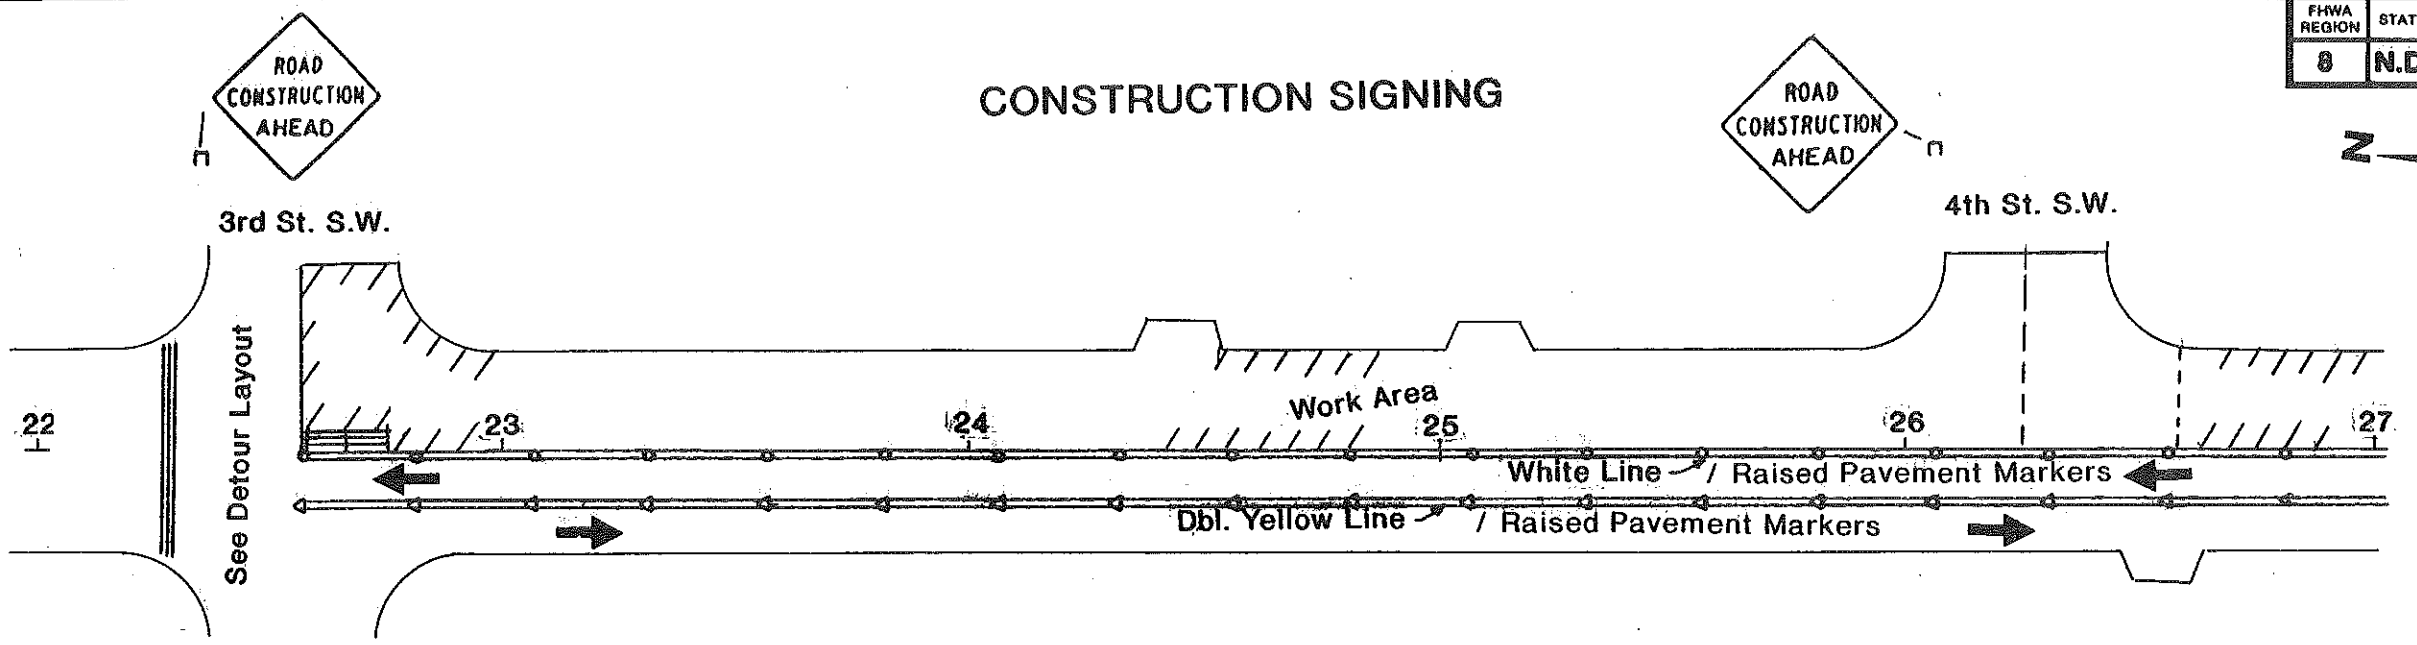 FHWA
REGION
8
N.D
ROAD
CONSTRUCTION
AHEAD
CONSTRUCTION SIGNING
ROAD
CONSTRUCTION
AHEAD
N
3rd St. S.W.
4th St. S.W.
See Detour Layout
Work Area
22
23
24
25
26
27
White Line / Raised Pavement Markers
Dbl. Yellow Line / Raised Pavement Markers